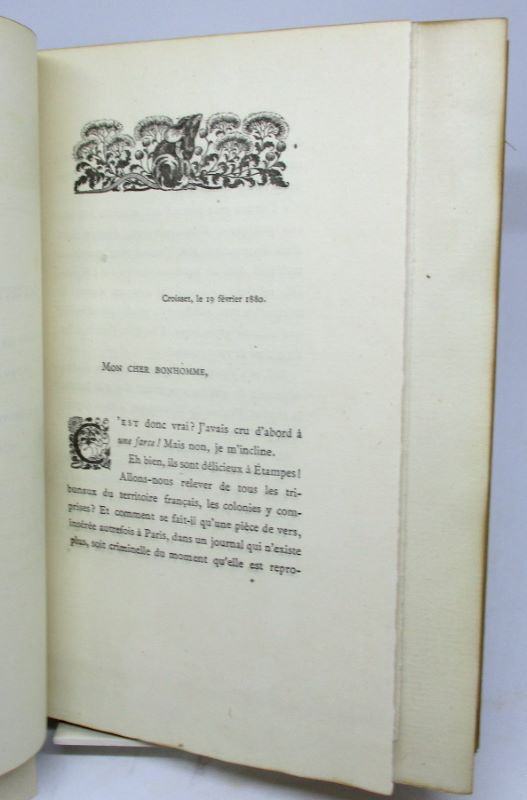 Croisset, le 19 février 1880.
MON CHER BONHOMME,
C'EST donc vrai? J'avais cru d'abord à
une farce! Mais non, je m'incline.
Eh bien, ils sont délicieux à Étampes!
Allons-nous relever de tous les tri-
bunaux du territoire français, les colonies y com-
prises? Et comment se fait-il qu'une pièce de vers,
insérée autrefois à Paris, dans un journal qui n'existe
plus, soit criminelle du moment qu'elle est repro-